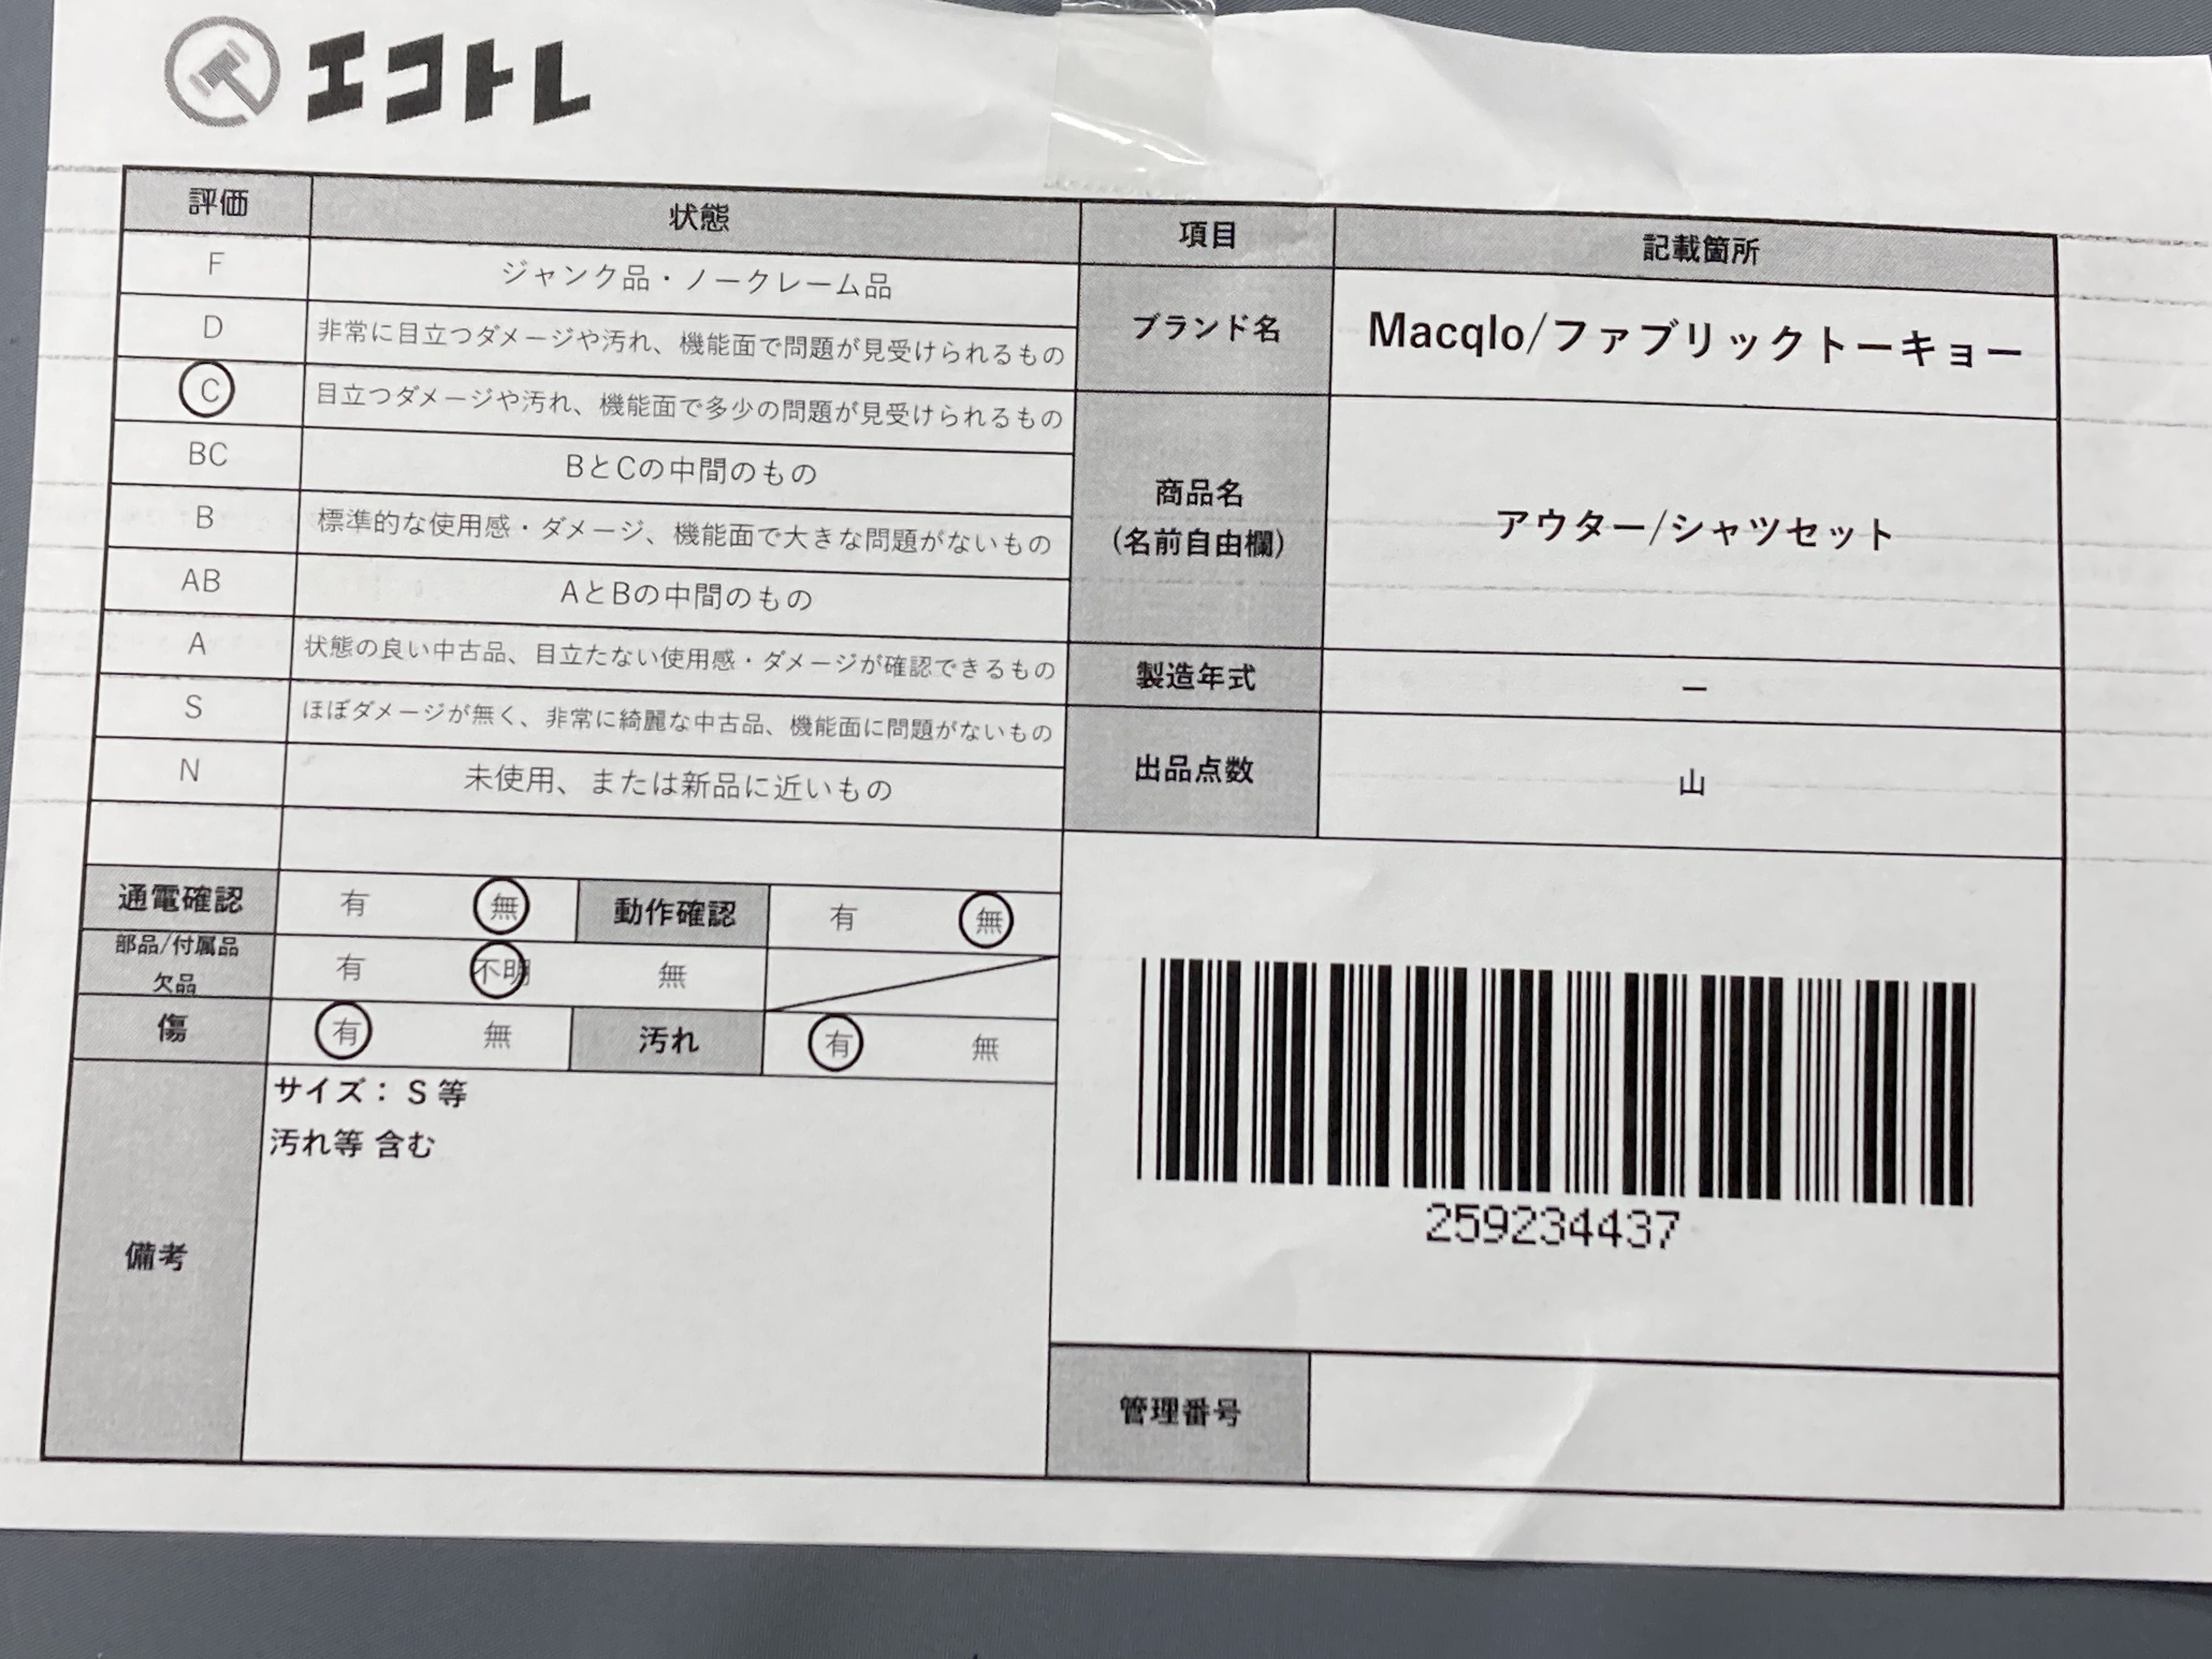 エコトレ
評価 状態
F ジャンク品・ノークレーム品
D 非常に目立つダメージや汚れ、機能面で問題が見受けられるもの
C 目立つダメージや汚れ、機能面で多少の問題が見受けられるもの
BC BとCの中間のもの
B 標準的な使用感・ダメージ、機能面で大きな問題がないもの
AB AとBの中間のもの
A 状態の良い中古品、目立たない使用感・ダメージが確認できるもの
S ほぼダメージが無く、非常に綺麗な中古品、機能面に問題がないもの
N 未使用、または新品に近いもの
通電確認 有 無 動作確認 有 無
部品/付属品
欠品 有 不明 無
傷 有 無 汚れ 有 無
備考
サイズ： S 等
汚れ等 含む
項目 記載箇所
ブランド名 Macqlo/ファブリックトーキョー
商品名
(名前自由欄) アウター/シャツセット
製造年式 ー
出品点数 山
259234437
管理番号